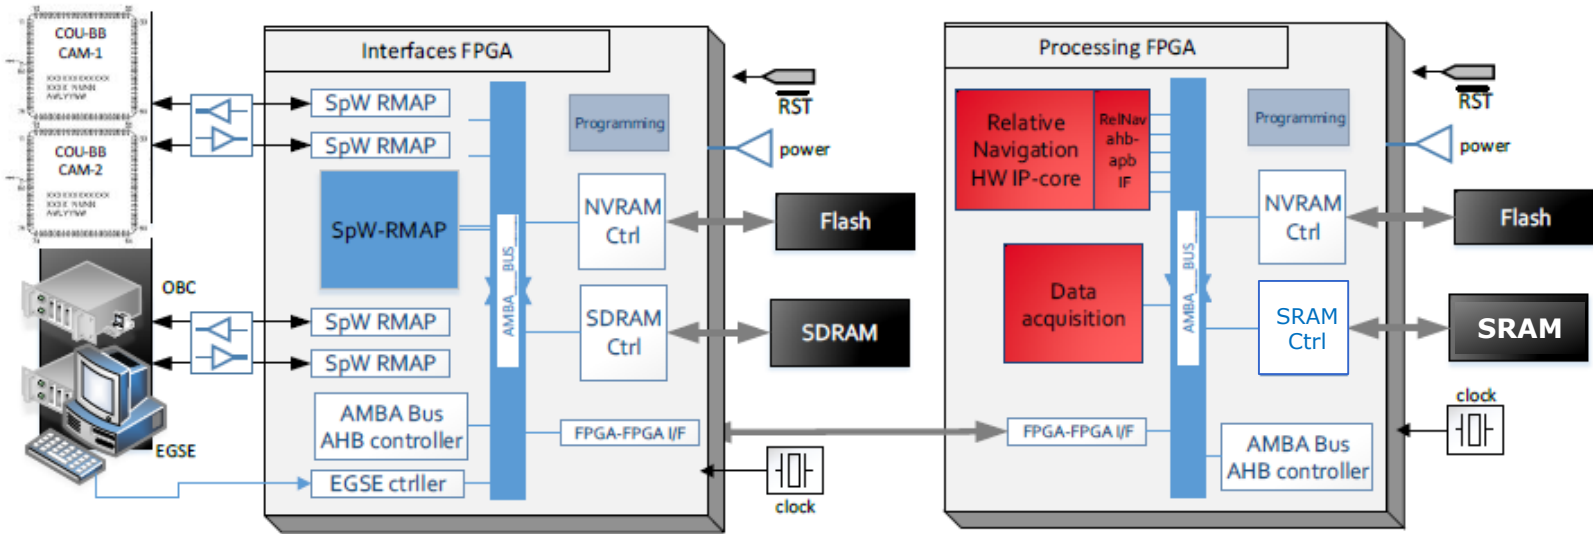 COU-BB
CAM-1
COU-BB
CAM-2
OBC
EGSE
Interfaces FPGA
SpW RMAP
SpW RMAP
SpW-RMAP
SpW RMAP
SpW RMAP
AMBA Bus
AHB controller
EGSE ctrller
AMBA___BUS___
Programming
NVRAM
Ctrl
SDRAM
Ctrl
FPGA-FPGA I/F
RST
power
Flash
SDRAM
clock
Processing FPGA
Relative
Navigation
HW IP-core
RelNav
ahb-
apb
IF
Data
acquisition
FPGA-FPGA I/F
AMBA___BUS___
Programming
NVRAM
Ctrl
SRAM
Ctrl
AMBA Bus
AHB controller
RST
power
Flash
SRAM
clock